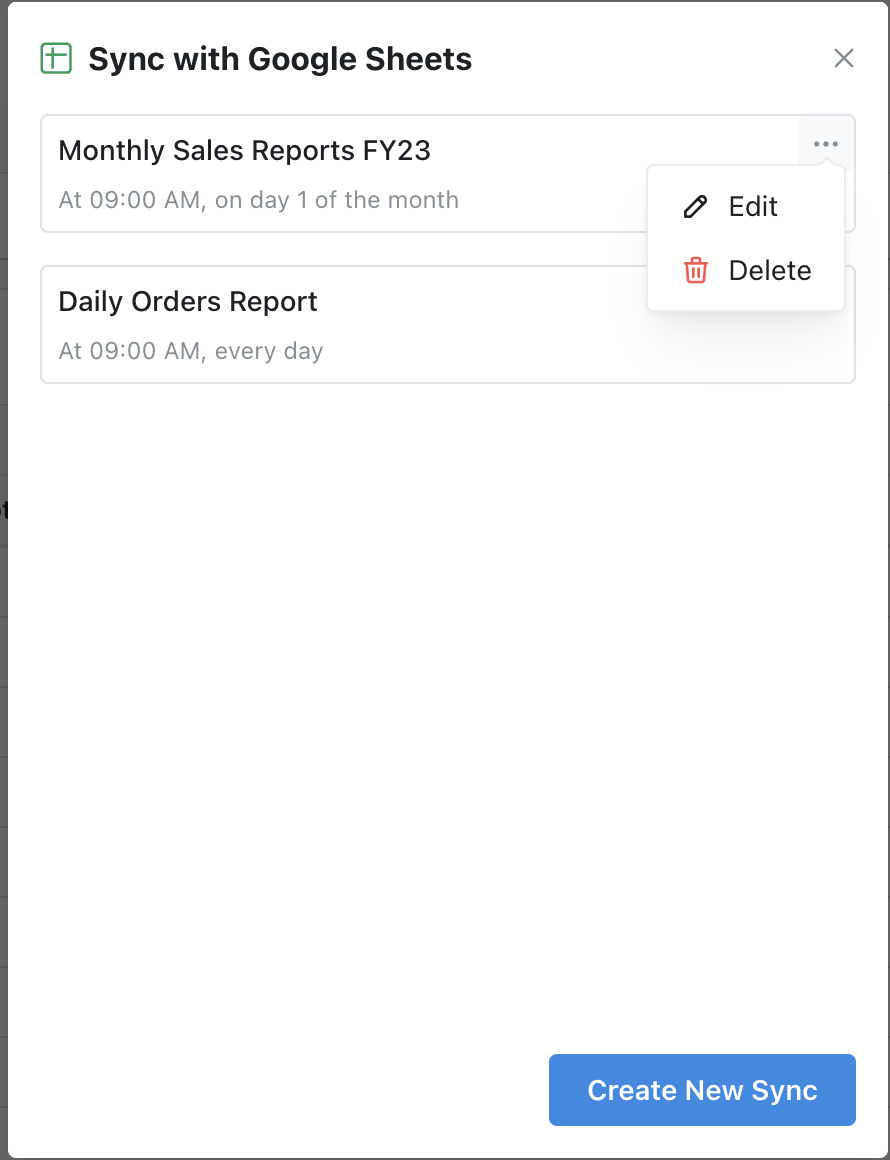 Sync with Google Sheets
Monthly Sales Reports FY23
At 09:00 AM, on day 1 of the month
Edit
Delete
Daily Orders Report
At 09:00 AM, every day
Create New Sync